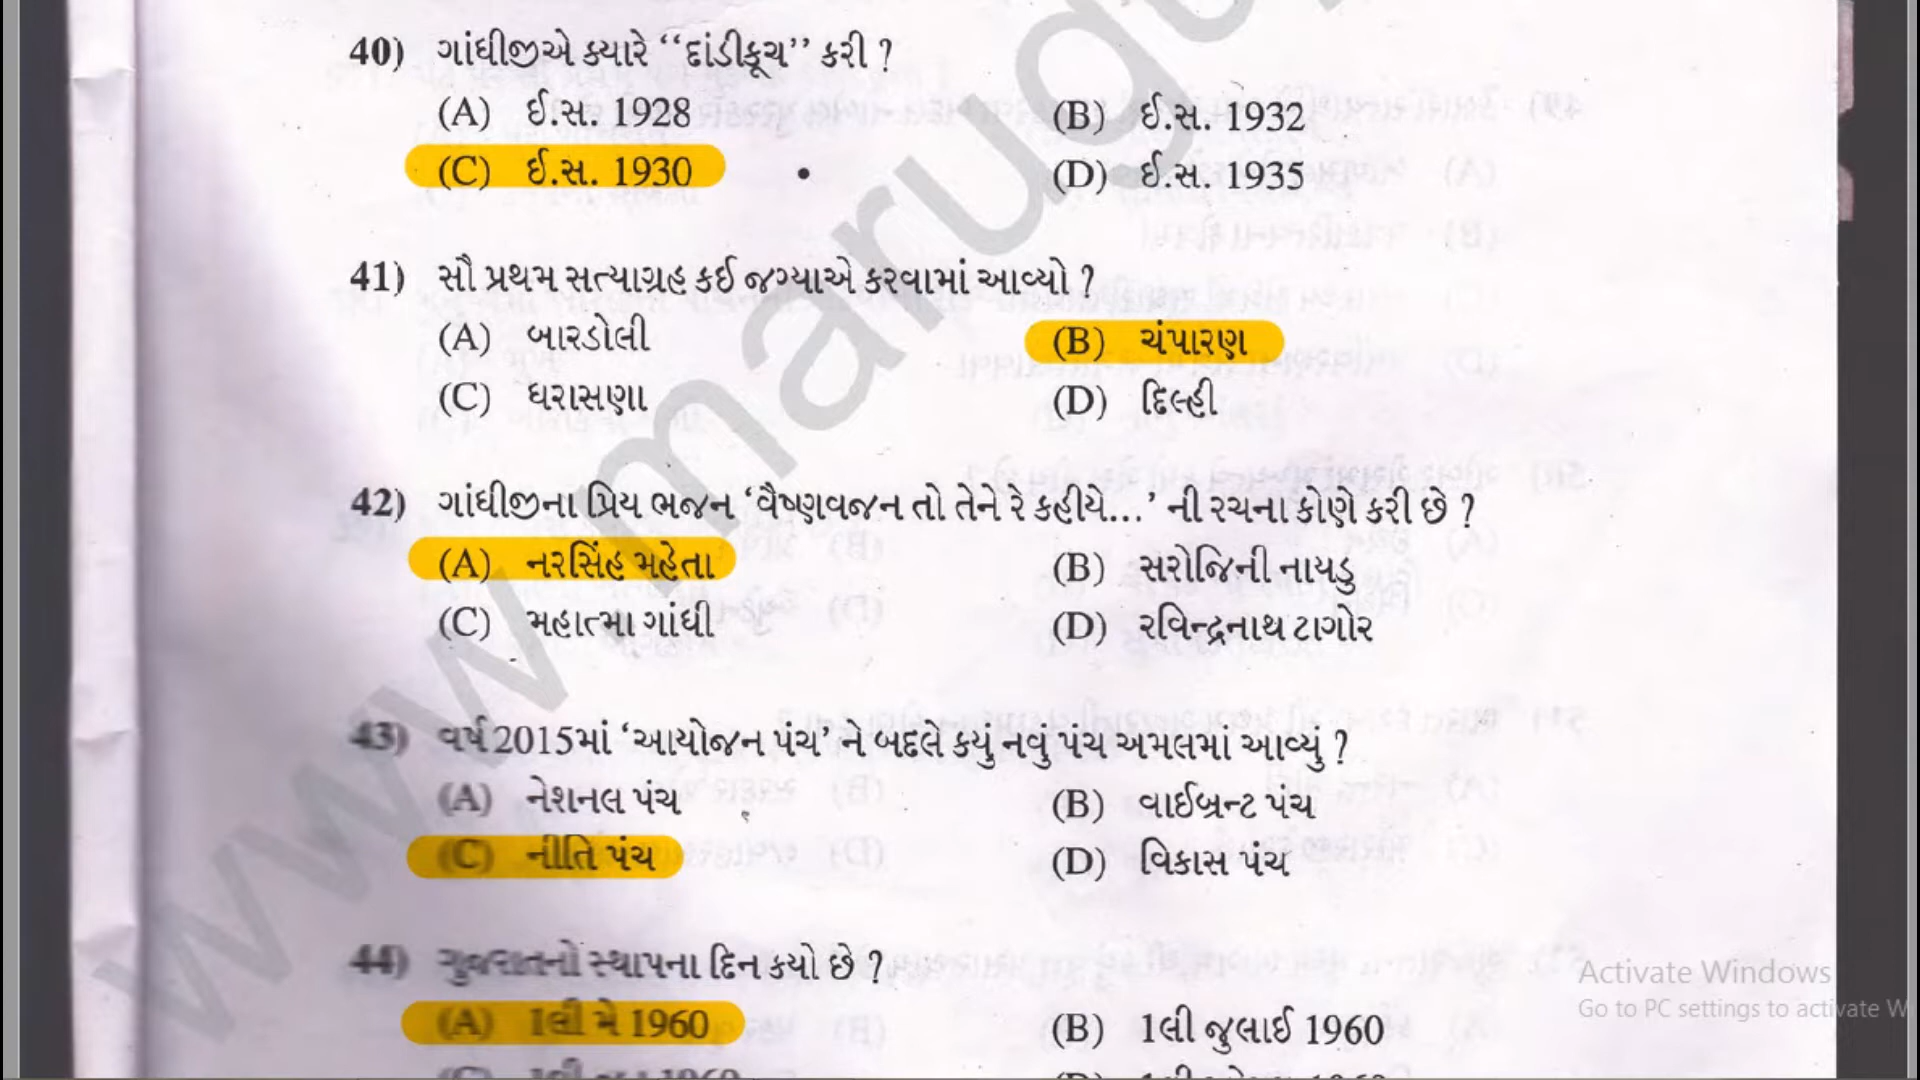 40) ગાંધીજીએ ક્યારે ‘‘દાંડીકૂચ’’ કરી ?
(A) ઈ.સ. 1928 (B) ઈ.સ. 1932
(C) ઈ.સ. 1930 (D) ઈ.સ. 1935
41) સૌ પ્રથમ સત્યાગ્રહ કઈ જગ્યાએ કરવામાં આવ્યો ?
(A) બારડોલી (B) ચંપારણ
(C) ધરાસણા (D) દિલ્હી
42) ગાંધીજીના પ્રિય ભજન ‘વૈષ્ણવજન તો તેને રે કહીયે...’ ની રચના કોણે કરી છે ?
(A) નરસિંહ મહેતા (B) સરોજિની નાયડુ
(C) મહાત્મા ગાંધી (D) રવિન્દ્રનાથ ટાગોર
43) વર્ષ 2015માં ‘આયોજન પંચ’ ને બદલે કયું નવું પંચ અમલમાં આવ્યું ?
(A) નેશનલ પંચ (B) વાઈબ્રન્ટ પંચ
(C) નીતિ પંચ (D) વિકાસ પંચ
44) ગુજરાતનો સ્થાપના દિન કયો છે ?
(A) 1લી મે 1960 (B) 1લી જુલાઈ 1960
www.marugu
Activate Windows
Go to PC settings to activate W